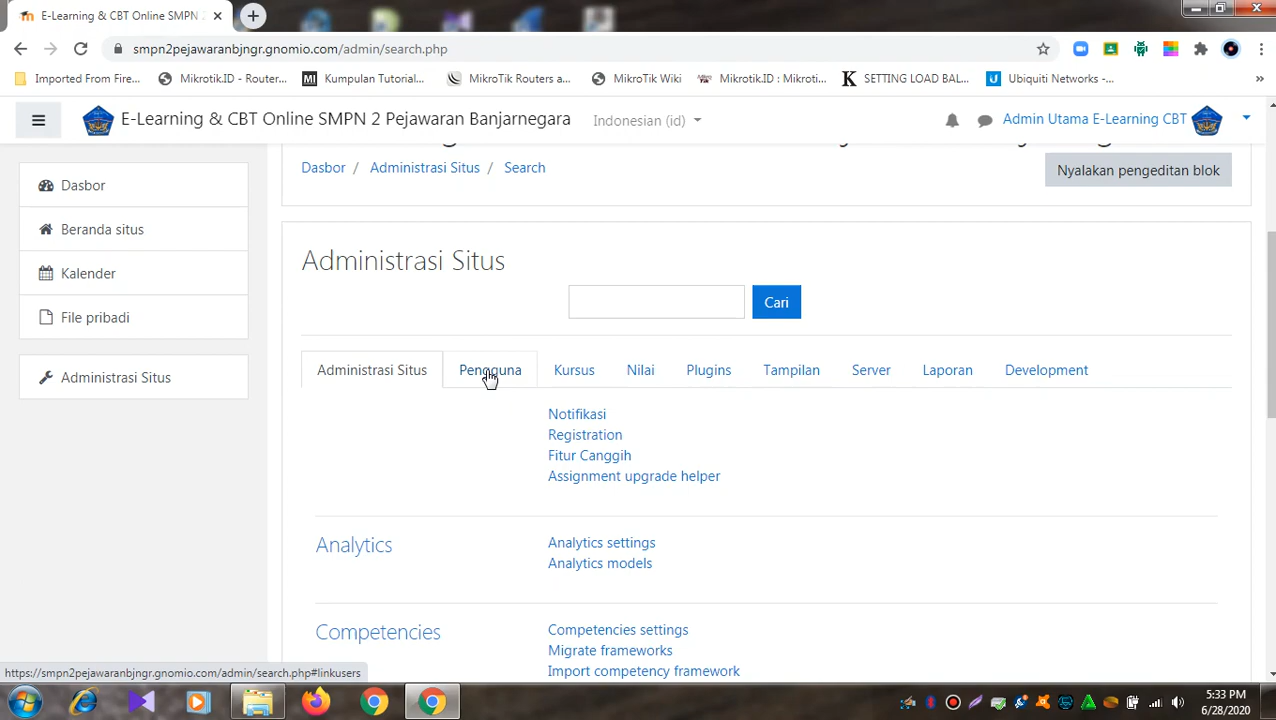 E-Learning & CBT Online SMPN 2
smpn2pejawaranbjngr.gnomio.com/admin/search.php
Imported From Fire...
Mikrotik.ID - Router...
Kumpulan Tutorial...
MikroTik Routers a...
MikroTik Wiki
Mikrotik.ID : Mikroti...
SETTING LOAD BAL...
Ubiquiti Networks -...
»
E-Learning & CBT Online SMPN 2 Pejawaran Banjarnegara
Indonesian (id)
Admin Utama E-Learning CBT
Dasbor / Administrasi Situs / Search
Nyalakan pengeditan blok
Dasbor
Beranda situs
Kalender
File pribadi
Administrasi Situs
Administrasi Situs
Cari
Administrasi Situs
Pengguna
Kursus
Nilai
Plugins
Tampilan
Server
Laporan
Development
Notifikasi
Registration
Fitur Canggih
Assignment upgrade helper
Analytics
Analytics settings
Analytics models
Competencies
Competencies settings
Migrate frameworks
Import competency framework
https://smpn2pejawaranbjngr.gnomio.com/admin/search.php#linkusers
5:33 PM
6/28/2020